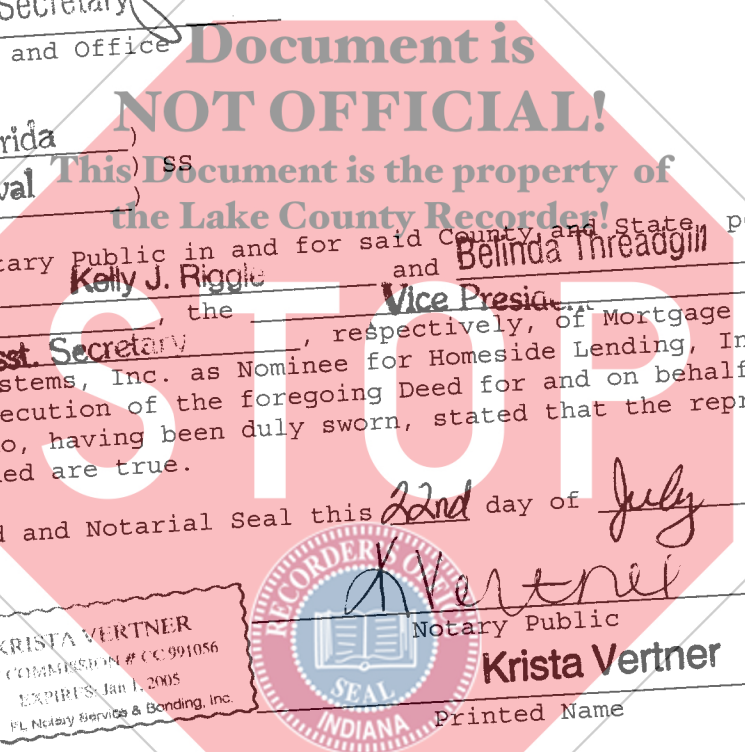 Secretary
and Office
Document is
NOT OFFICIAL!
rida )
val ) SS
)
This Document is the property of
the Lake County Recorder!
tary Public in and for said County and State, p
Kelly J. Riggle and Belinda Threadgill
, the Vice President
sst. Secretary, respectively, of Mortgage
stems, Inc. as Nominee for Homeside Lending, In
ecution of the foregoing Deed for and on behalf
o, having been duly sworn, stated that the repr
ed are true.
STOP
d and Notarial Seal this 22nd day of July
K Vertner
Notary Public
Krista Vertner
Printed Name
KRISTA VERTNER
COMMISSION # CC 991056
EXPIRES: Jan 1, 2005
FL Notary Service & Bonding, Inc.
RECORDER'S OFFICE
SEAL
INDIANA